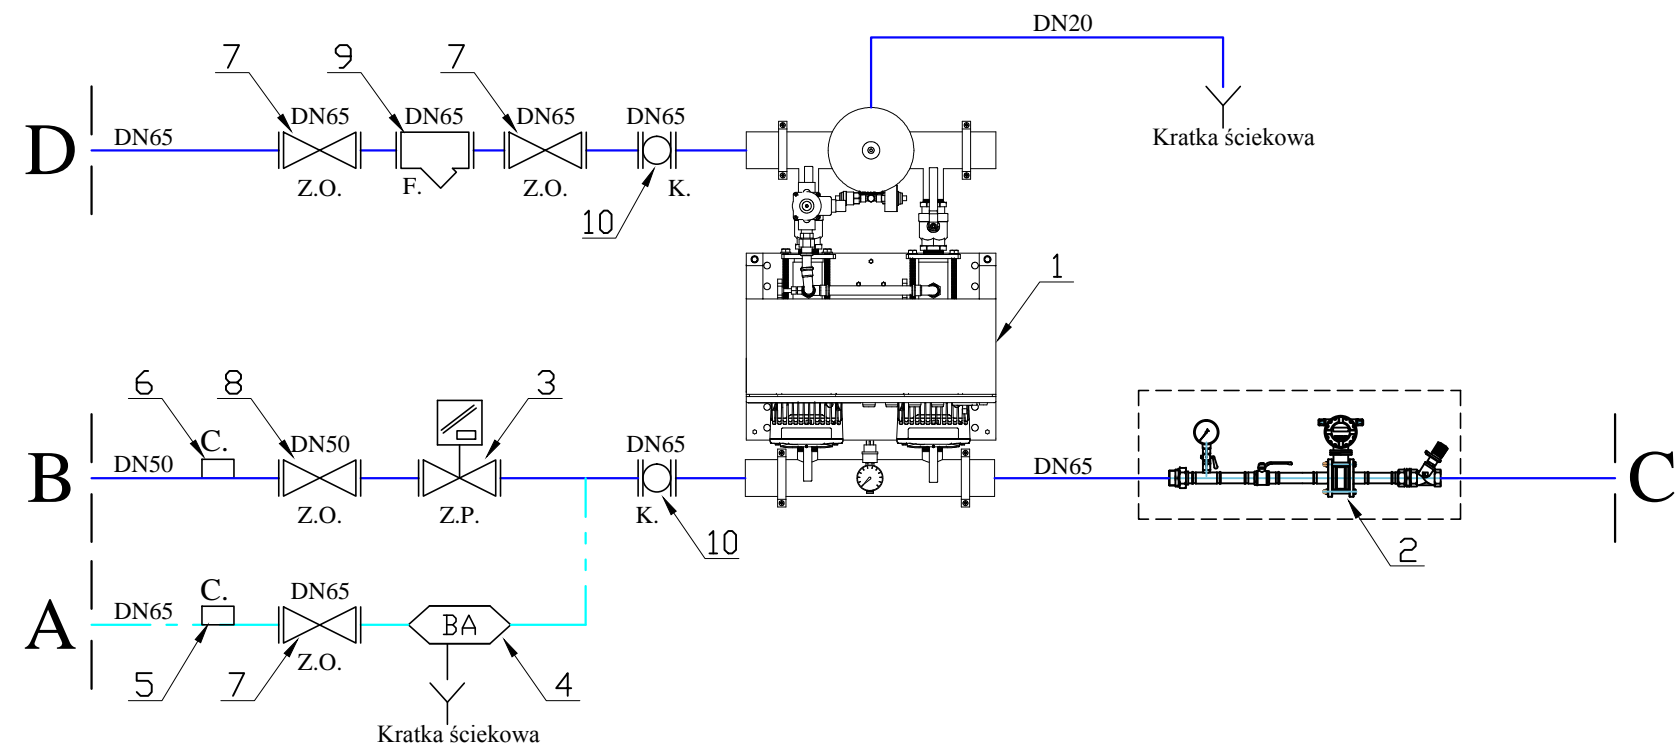 DN20
7 9 7
DN65 DN65 DN65 DN65
D DN65 Kratka ściekowa
Z.O. F. Z.O. K.
10
1
6 8 3
C. DN50 DN65
B DN50 DN65 C
Z.O. Z.P. K.
10 2
C. DN65
A DN65 BA
Z.O.
5 7 4
Kratka ściekowa